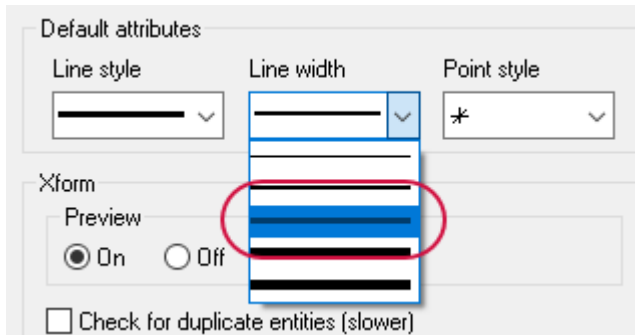 Default attributes
Line style Line width Point style
Xform
Preview
On Off
Check for duplicate entities (slower)